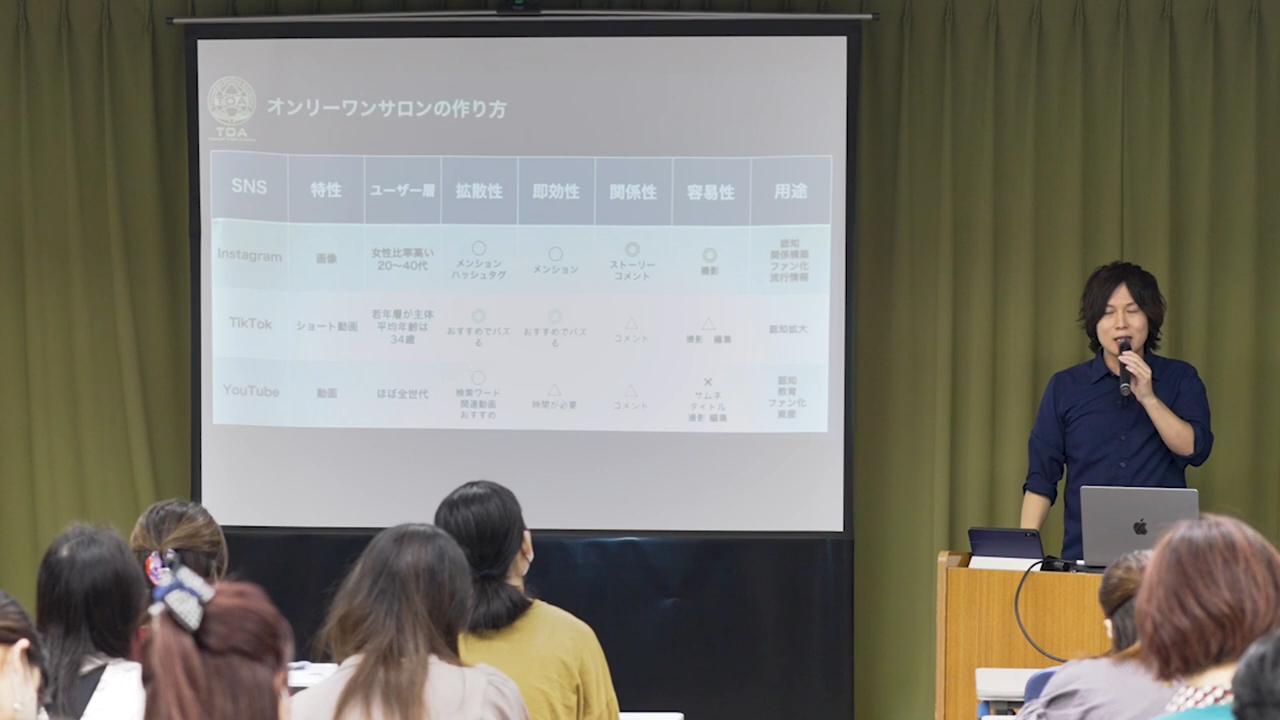 TOA
オンリーワンサロンの作り方
SNS 特性 ユーザー層 拡散性 即効性 関係性 容易性 用途
Instagram
画像
女性比率高い
20〜40代
○
メンション
ハッシュタグ
○
メンション
◎
ストーリー
コメント
◎
撮影
認知
関係構築
ファン化
流行情報
TikTok
ショート動画
若年層が主体
平均年齢は
34歳
◎
おすすめでバズ
る
◎
おすすめでバズ
る
△
コメント
△
撮影 編集
認知拡大
YouTube
動画
ほぼ全世代
○
検索ワード
関連動画
おすすめ
△
時間が必要
△
コメント
×
サムネ
タイトル
撮影 編集
認知
教育
ファン化
資産